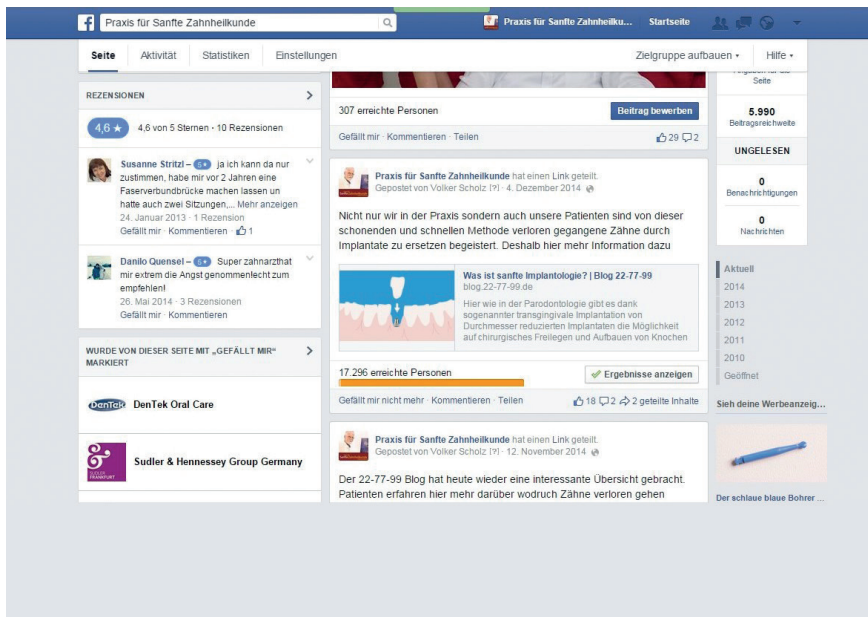 Praxis für Sanfte Zahnheilkunde
Praxis für Sanfte Zahnheilku...
Startseite
Seite
Aktivität
Statistiken
Einstellungen
Zielgruppe aufbauen
Hilfe
REZENSIONEN
4,6 ★
4,6 von 5 Sternen · 10 Rezensionen
Susanne Stritzl – 5★ ja ich kann da nur
zustimmen, habe mir vor 2 Jahren eine
Faserverbundbrücke machen lassen un
hatte auch zwei Sitzungen,... Mehr anzeigen
24. Januar 2013 · 1 Rezension
Gefällt mir · Kommentieren · 1
Danilo Quensel – 5★ Super zahnarzthat
mir extrem die Angst genommen!echt zum
empfehlen!
26. Mai 2014 · 3 Rezensionen
Gefällt mir · Kommentieren
WURDE VON DIESER SEITE MIT „GEFÄLLT MIR“
MARKIERT
DenTek
DenTek Oral Care
SUDLER
FRANKFURT
Sudler & Hennessey Group Germany
307 erreichte Personen
Beitrag bewerben
Gefällt mir · Kommentieren · Teilen
29 2
Praxis für Sanfte Zahnheilkunde hat einen Link geteilt.
Gepostet von Volker Scholz [?] · 4. Dezember 2014
Nicht nur wir in der Praxis sondern auch unsere Patienten sind von dieser
schonenden und schnellen Methode verloren gegangene Zähne durch
Implantate zu ersetzen begeistert. Deshalb hier mehr Information dazu
Was ist sanfte Implantologie? | Blog 22-77-99
blog.22-77-99.de
Hier wie in der Parodontologie gibt es dank
sogenannter transgingivale Implantation von
Durchmesser reduzierten Implantaten die Möglichkeit
auf chirurgisches Freilegen und Aufbauen von Knochen
17.296 erreichte Personen
Ergebnisse anzeigen
Gefällt mir nicht mehr · Kommentieren · Teilen
18 2 2 geteilte Inhalte
Praxis für Sanfte Zahnheilkunde hat einen Link geteilt.
Gepostet von Volker Scholz [?] · 12. November 2014
Der 22-77-99 Blog hat heute wieder eine interessante Übersicht gebracht.
Patienten erfahren hier mehr darüber wodruch Zähne verloren gehen
Seite
5.990
Beitragsreichweite
UNGELESEN
0
Benachrichtigungen
0
Nachrichten
Aktuell
2014
2013
2012
2011
2010
Geöffnet
Sieh deine Werbeanzeig...
Der schlaue blaue Bohrer ...